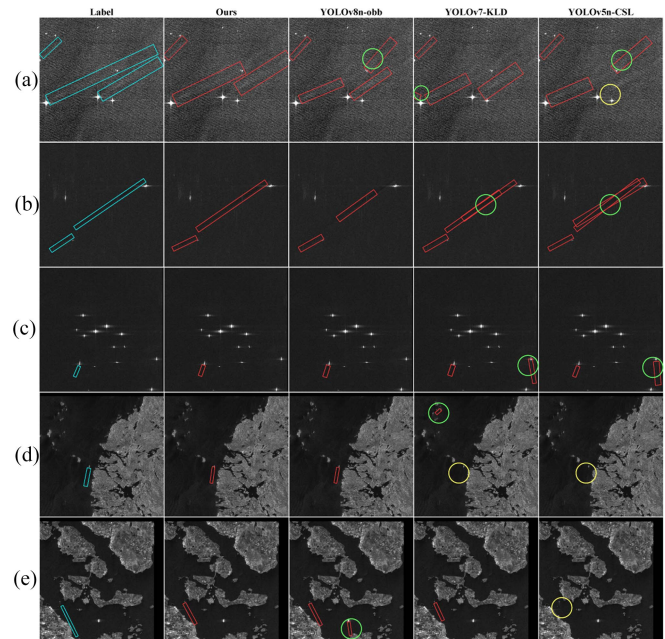 Label Ours YOLOv8n-obb YOLOv7-KLD YOLOv5n-CSL
(a)
(b)
(c)
(d)
(e)